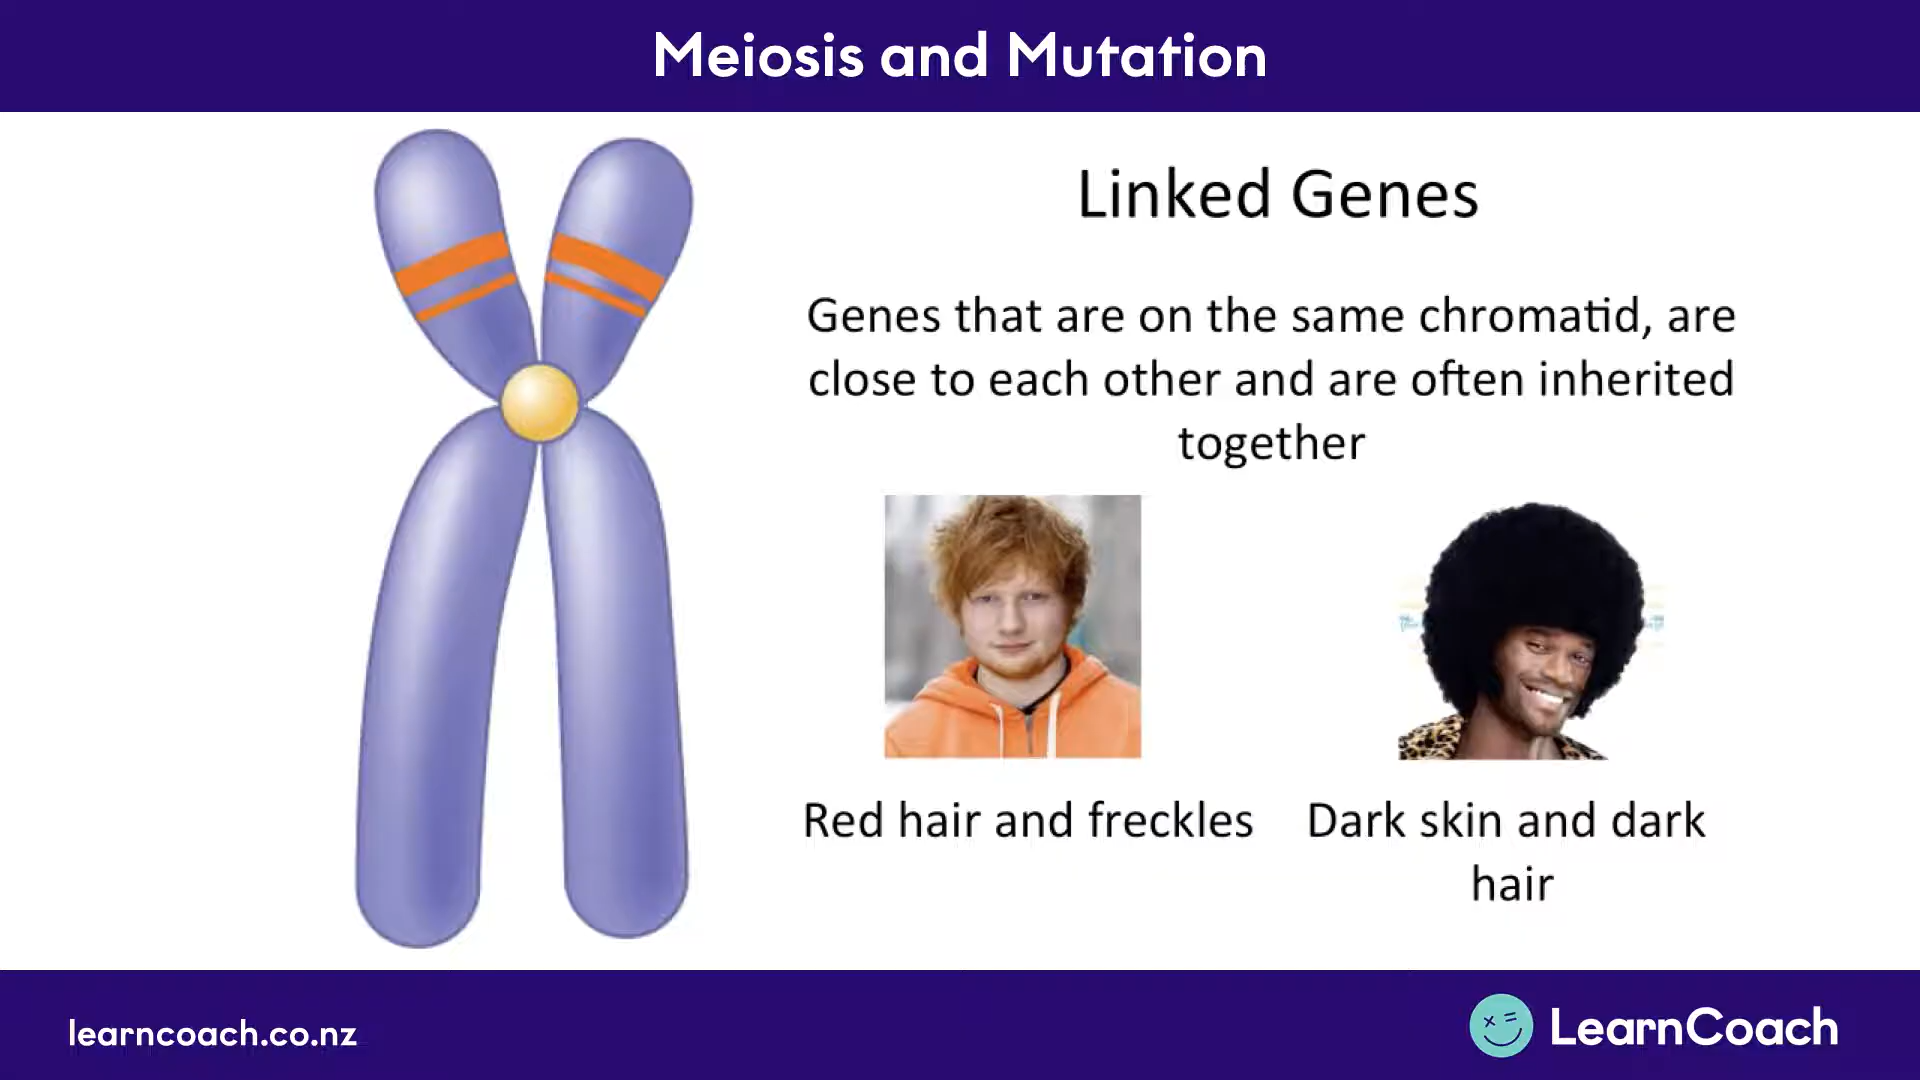 Meiosis and Mutation
Linked Genes
Genes that are on the same chromatid, are
close to each other and are often inherited
together
Red hair and freckles
Dark skin and dark
hair
learncoach.co.nz
LearnCoach